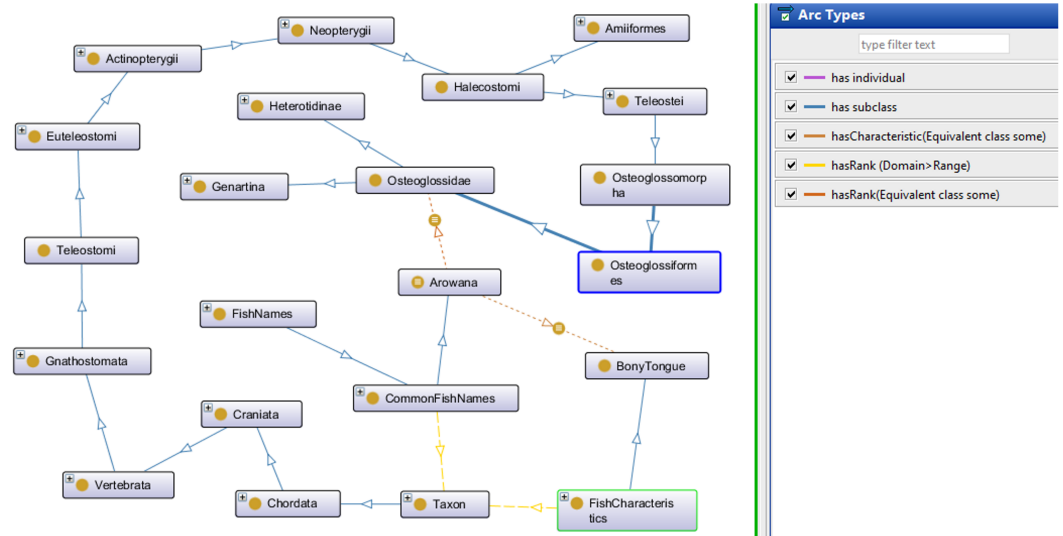 Neopterygii
Amiiformes
Actinopterygii
Halecostomi
Teleostei
Heterotidinae
Euteleostomi
Osteoglossidae
Genartina
Osteoglossomorp
ha
Teleostomi
Osteoglossiform
es
Arowana
FishNames
Gnathostomata
BonyTongue
CommonFishNames
Craniata
Vertebrata
Chordata
Taxon
FishCharacteris
tics
Arc Types
type filter text
has individual
has subclass
hasCharacteristic(Equivalent class some)
hasRank (Domain>Range)
hasRank(Equivalent class some)